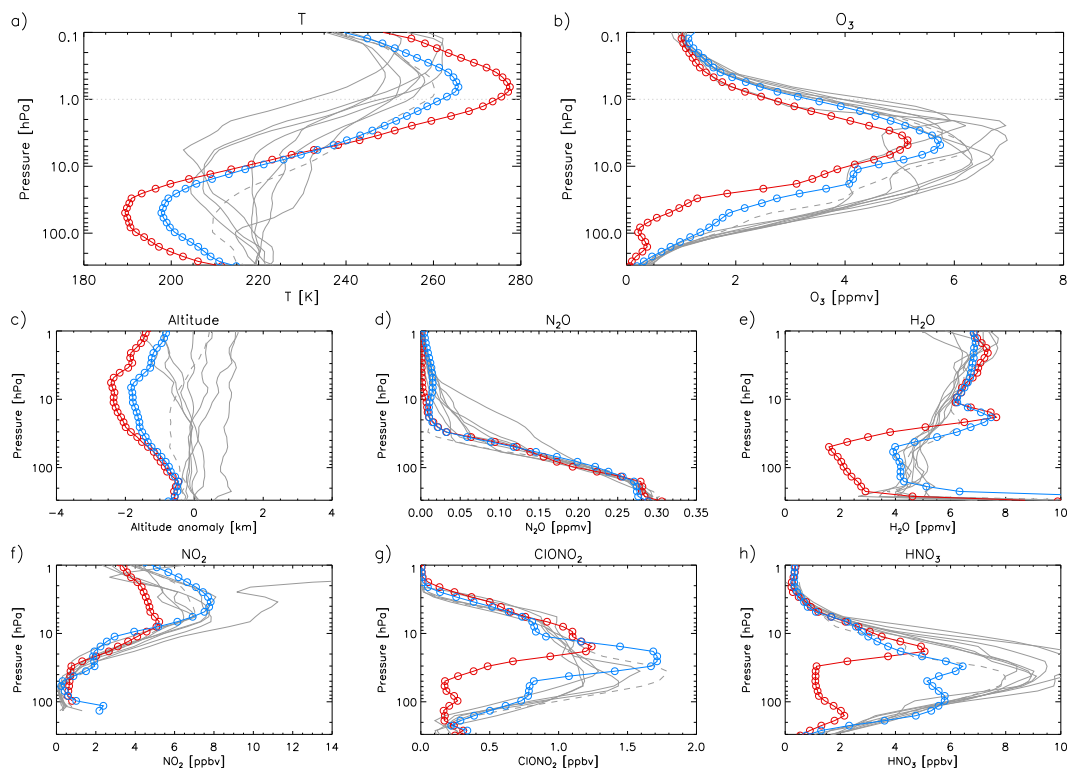 a) T
b) O3
0.1
1.0
10.0
100.0
Pressure [hPa]
180 200 220 240 260 280
T [K]
0.1
1.0
10.0
100.0
Pressure [hPa]
0 2 4 6 8
O3 [ppmv]
c) Altitude
1
10
100
Pressure [hPa]
-4 -2 0 2 4
Altitude anomaly [km]
d) N2O
1
10
100
Pressure [hPa]
0.00 0.05 0.10 0.15 0.20 0.25 0.30 0.35
N2O [ppmv]
e) H2O
1
10
100
Pressure [hPa]
0 2 4 6 8 10
H2O [ppmv]
f) NO2
1
10
100
Pressure [hPa]
0 2 4 6 8 10 12 14
NO2 [ppbv]
g) ClONO2
1
10
100
Pressure [hPa]
0.0 0.5 1.0 1.5 2.0
ClONO2 [ppbv]
h) HNO3
1
10
100
Pressure [hPa]
0 2 4 6 8 10
HNO3 [ppbv]